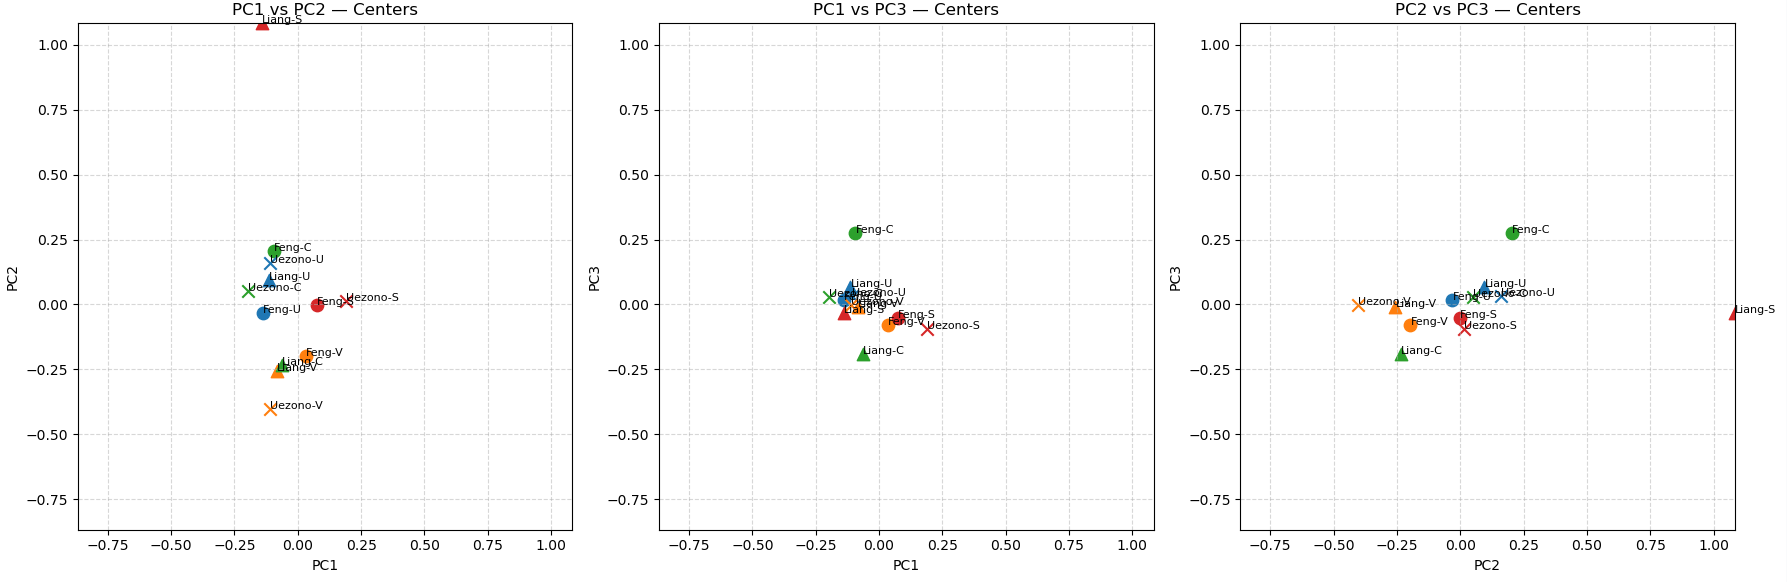 PC1 vs PC2 — Centers
PC2
1.00
0.75
0.50
0.25
0.00
−0.25
−0.50
−0.75
Liang-S
Feng-C
Uezono-U
Liang-U
Uezono-C
Uezono-S
Feng-S
Feng-U
Feng-V
Liang-C
Liang-V
Uezono-V
−0.75 −0.50 −0.25 0.00 0.25 0.50 0.75 1.00
PC1
PC1 vs PC3 — Centers
PC3
1.00
0.75
0.50
0.25
0.00
−0.25
−0.50
−0.75
Feng-C
Liang-U
Uezono-U
Uezono-C
Feng-U
Uezono-V
Liang-V
Liang-S
Feng-S
Feng-V
Uezono-S
Liang-C
−0.75 −0.50 −0.25 0.00 0.25 0.50 0.75 1.00
PC1
PC2 vs PC3 — Centers
PC3
1.00
0.75
0.50
0.25
0.00
−0.25
−0.50
−0.75
Feng-C
Liang-U
Uezono-U
Uezono-C
Feng-U
Uezono-V
Liang-V
Liang-S
Feng-S
Feng-V
Uezono-S
Liang-C
−0.75 −0.50 −0.25 0.00 0.25 0.50 0.75 1.00
PC2